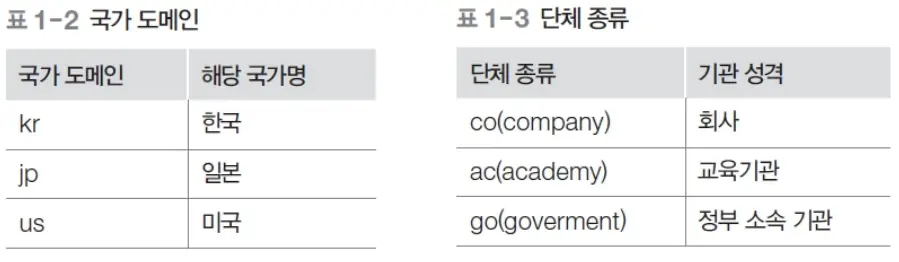 표 1-2 국가 도메인
국가 도메인 해당 국가명
kr 한국
jp 일본
us 미국
표 1-3 단체 종류
단체 종류 기관 성격
co(company) 회사
ac(academy) 교육기관
go(goverment) 정부 소속 기관